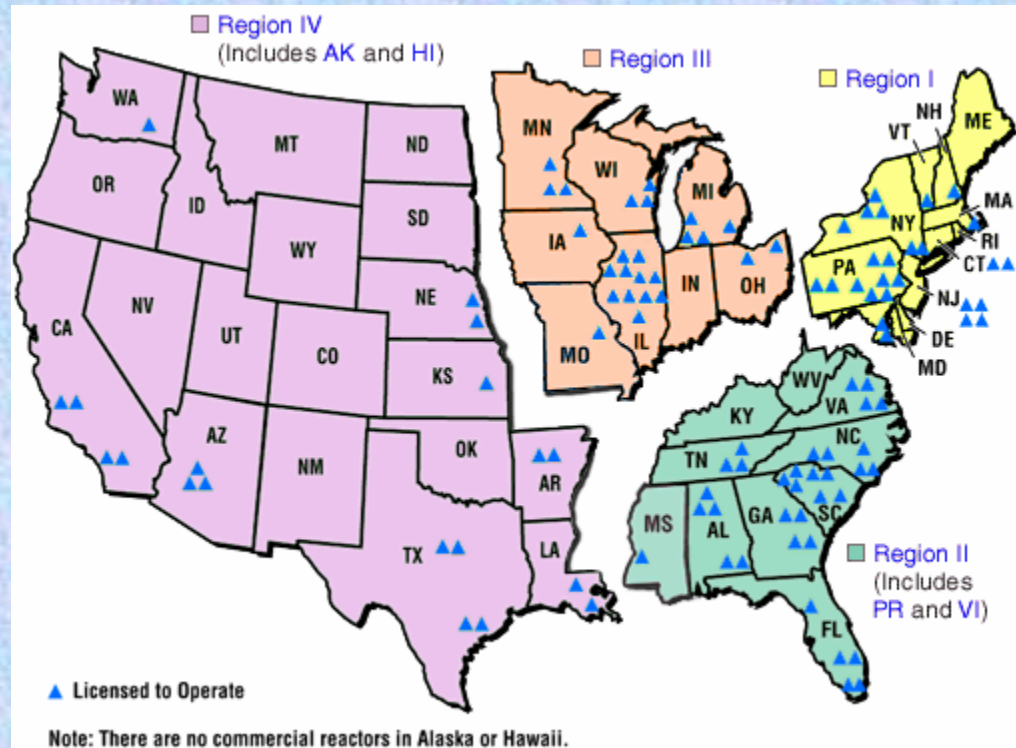 Region IV
(Includes AK and HI)
Region III
Region I
WA
MT
ND
OR
ID
SD
WY
NE
NV
CA
UT
CO
KS
AZ
NM
OK
AR
TX
LA
MN
WI
MI
IA
IL
IN
OH
MO
NH
ME
VT
MA
NY
RI
CT
PA
NJ
DE
MD
WV
KY
VA
NC
TN
SC
MS
AL
GA
FL
Region II
(Includes
PR and VI)
Licensed to Operate
Note: There are no commercial reactors in Alaska or Hawaii.